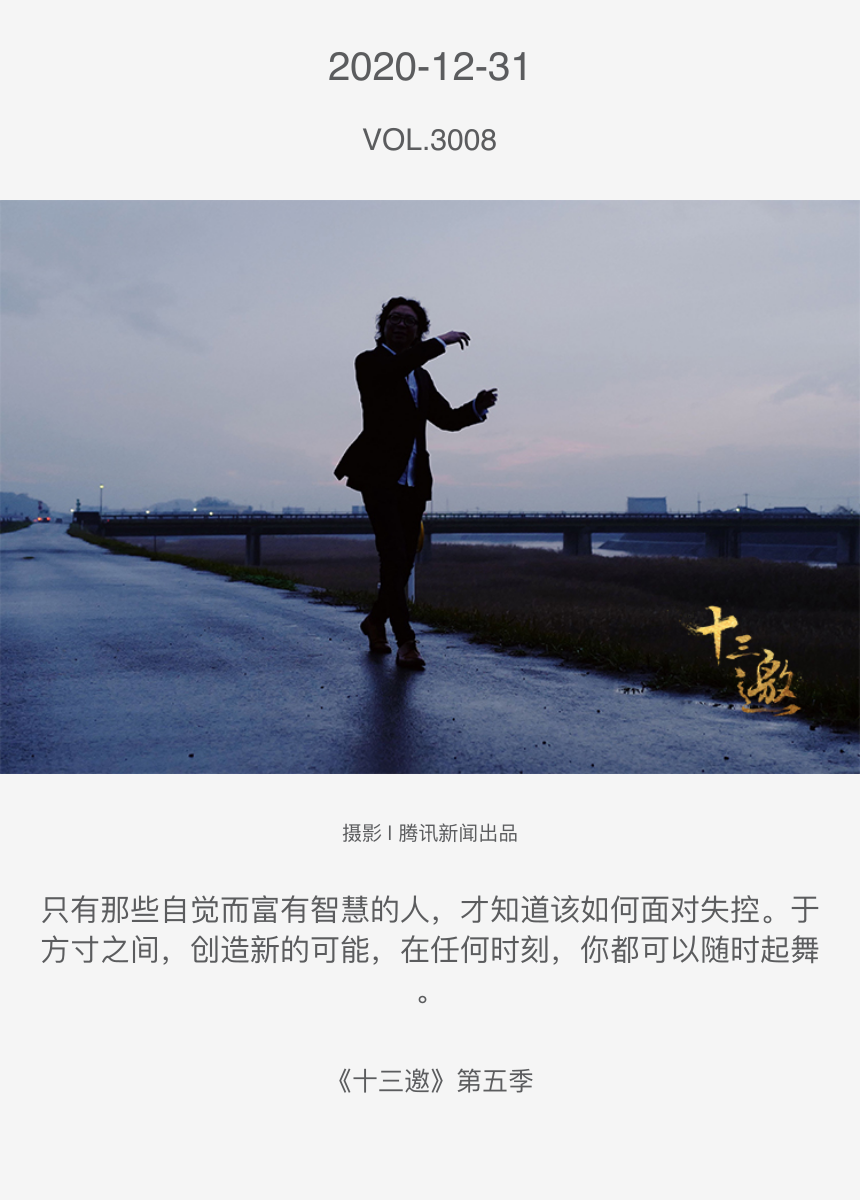 2020-12-31
VOL.3008
十三邀
摄影 l 腾讯新闻出品
只有那些自觉而富有智慧的人，才知道该如何面对失控。于
方寸之间，创造新的可能，在任何时刻，你都可以随时起舞
。
《十三邀》第五季